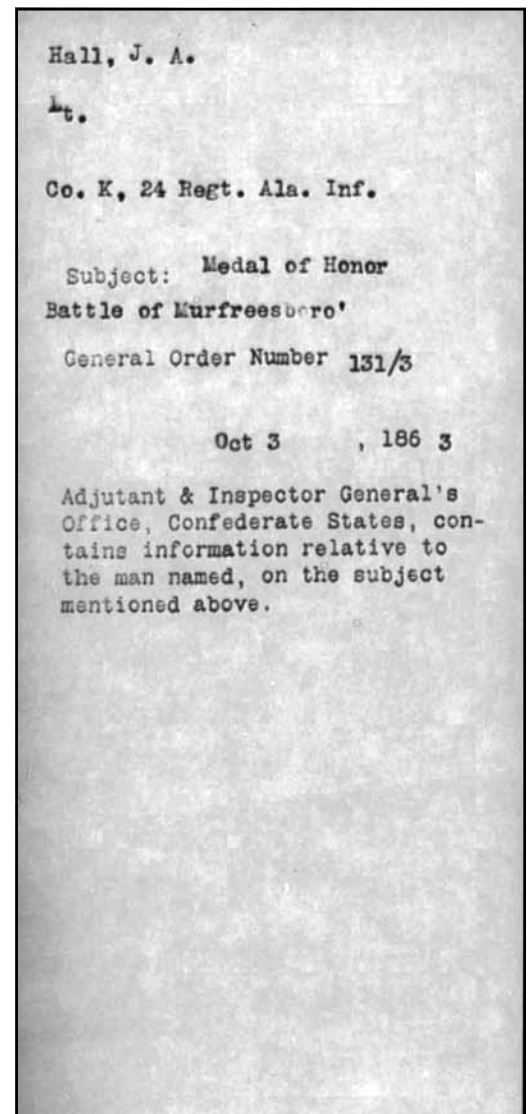 Hall, J. A.
Lt.
Co. K, 24 Regt. Ala. Inf.
Subject: Medal of Honor
Battle of Murfreesboro'
General Order Number 131/3
Oct 3 , 186 3
Adjutant & Inspector General's
Office, Confederate States, con-
tains information relative to
the man named, on the subject
mentioned above.